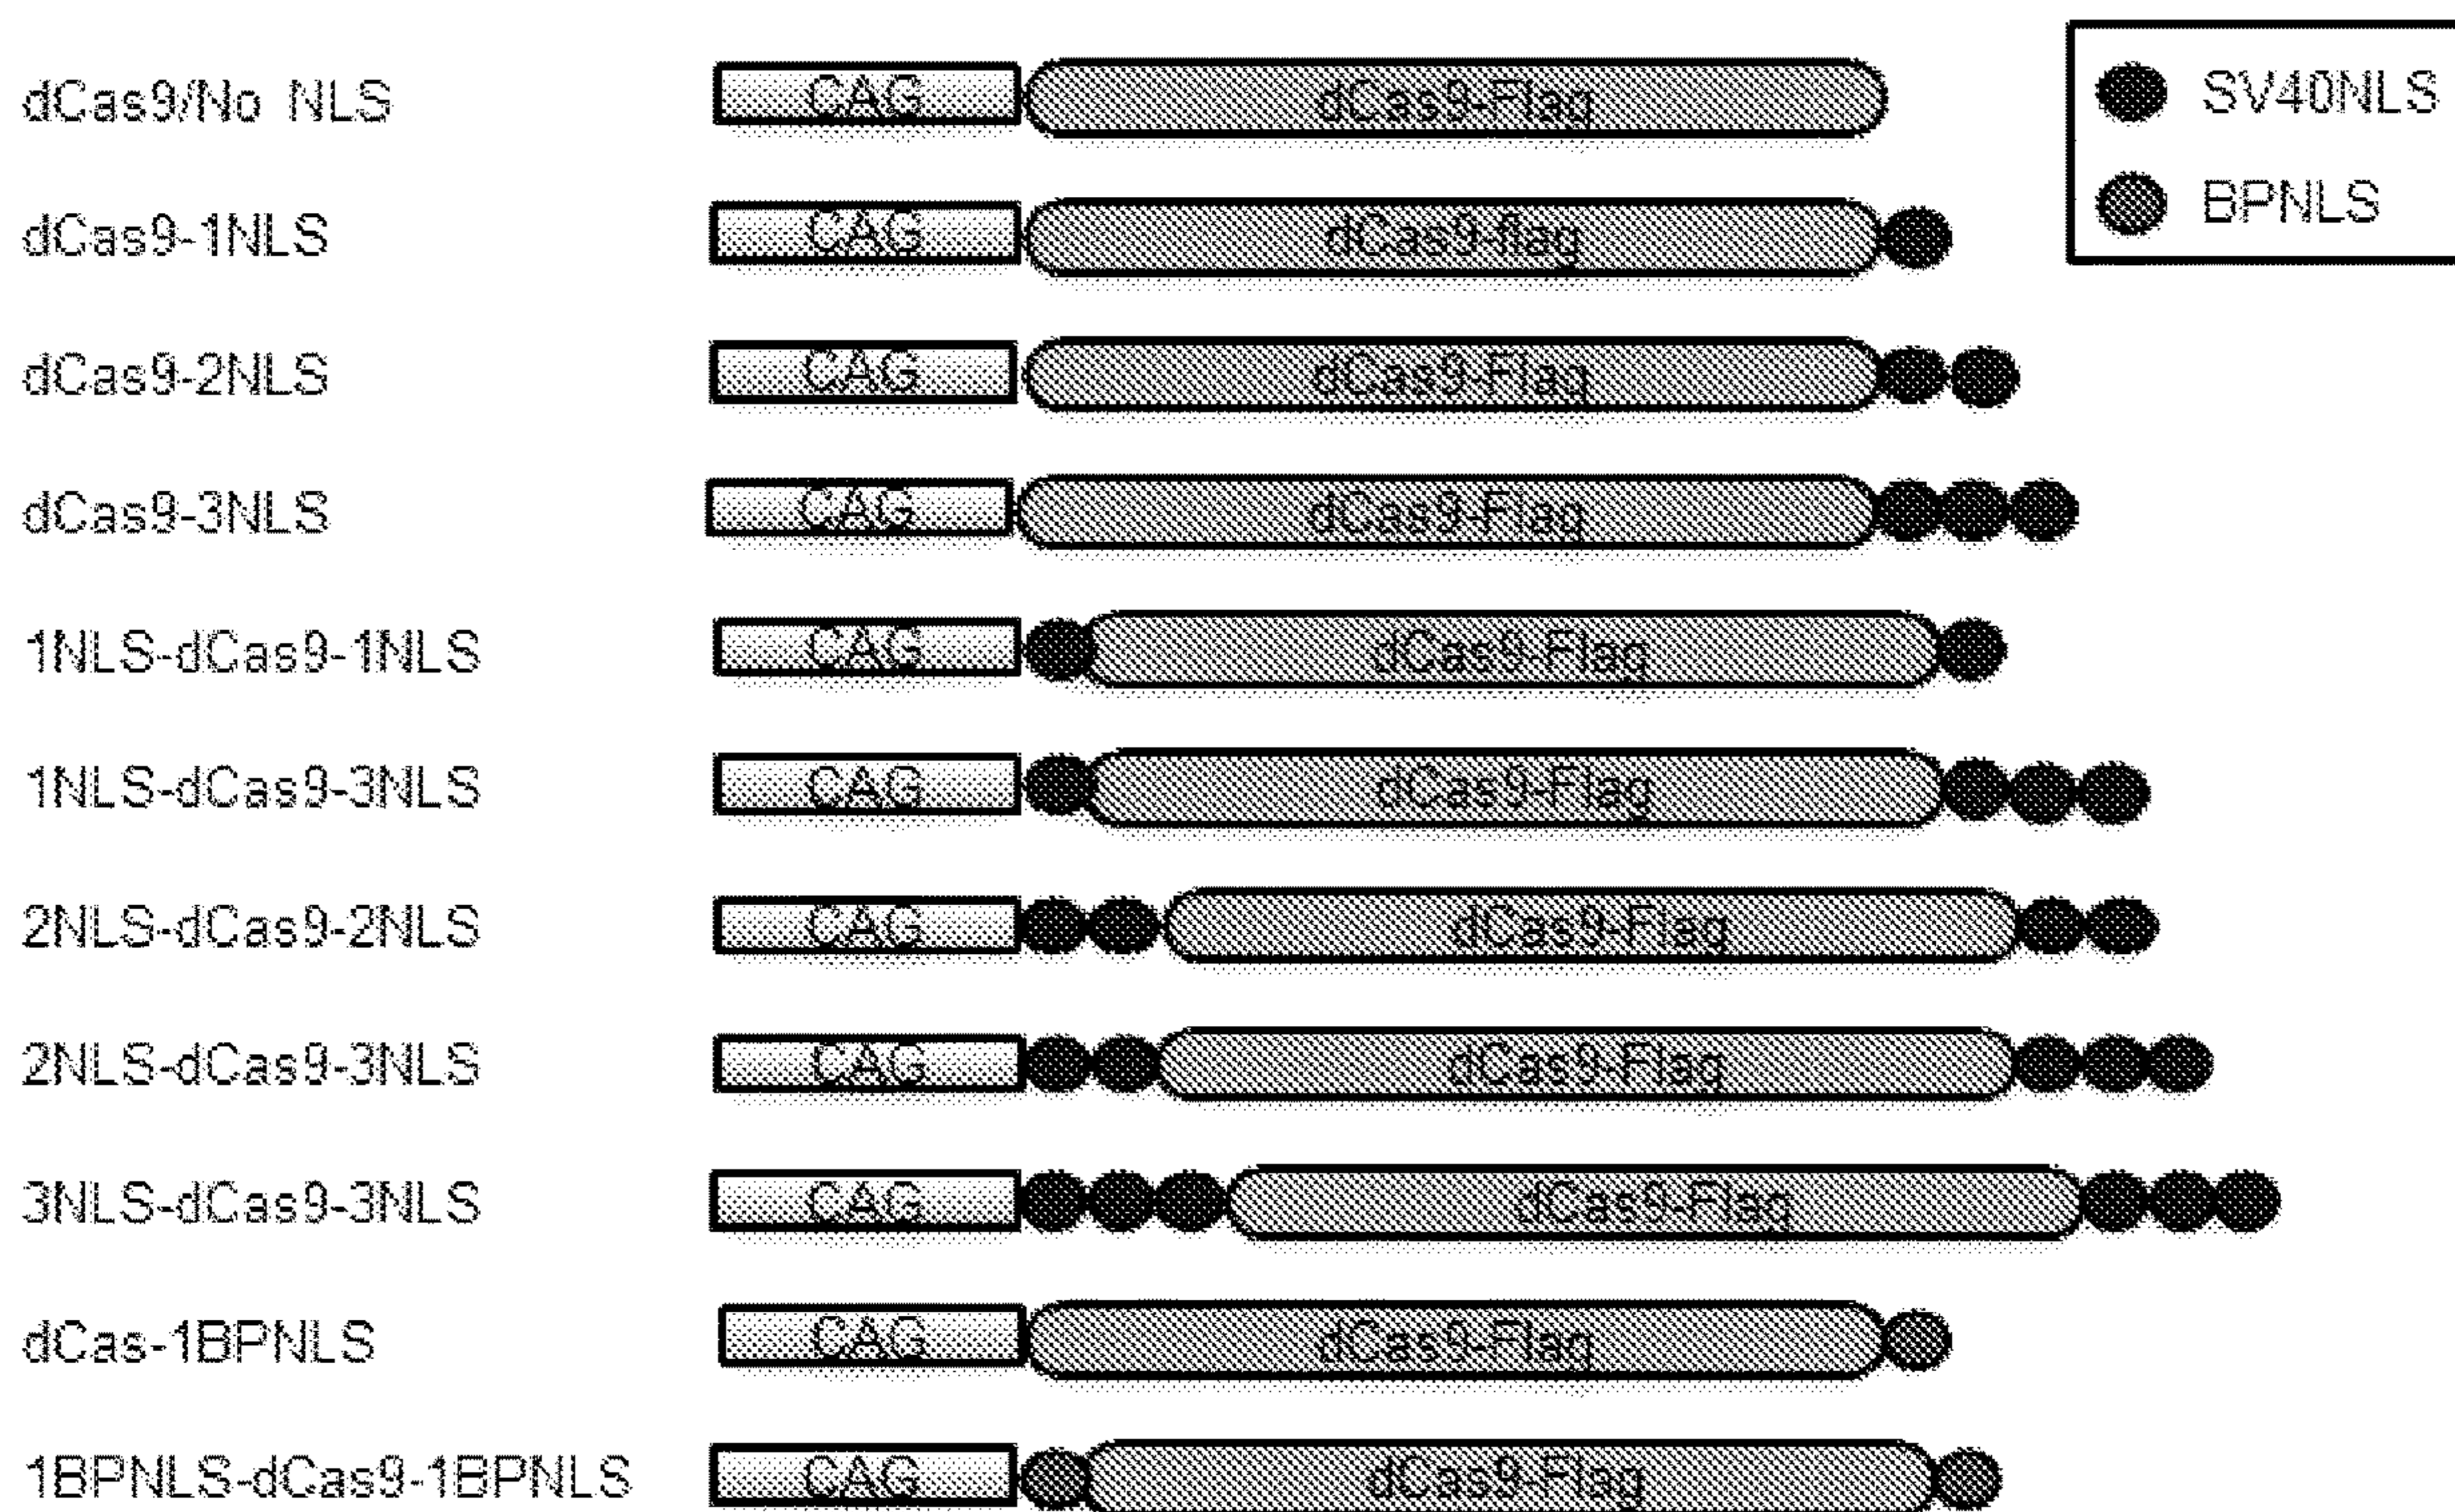 dCas9/No NLS CAG dCas9-Flag
SV40NLS
BPNLS
dCas9-1NLS CAG dCas9-flag
dCas9-2NLS CAG dCas9-Flag
dCas9-3NLS CAG dCas9-Flag
1NLS-dCas9-1NLS CAG dCas9-Flag
1NLS-dCas9-3NLS CAG dCas9-Flag
2NLS-dCas9-2NLS CAG dCas9-Flag
2NLS-dCas9-3NLS CAG dCas9-Flag
3NLS-dCas9-3NLS CAG dCas9-Flag
dCas-1BPNLS CAG dCas9-Flag
1BPNLS-dCas9-1BPNLS CAG dCas9-Flag